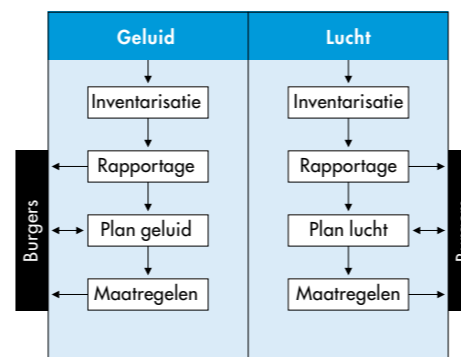 Geluid
Lucht
Inventarisatie
Inventarisatie
Rapportage
Rapportage
Burgers
Plan geluid
Plan lucht
Maatregelen
Maatregelen